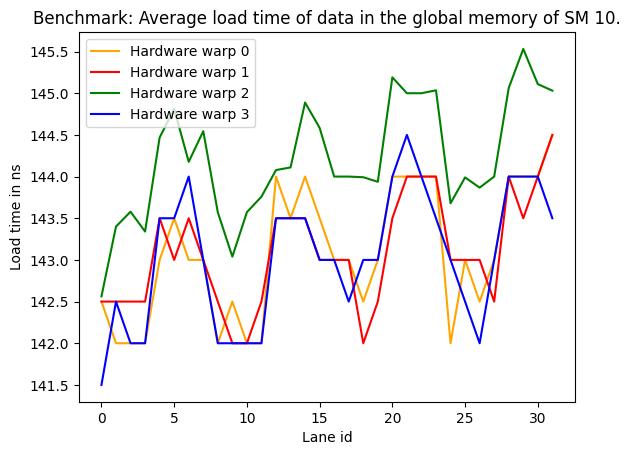 Benchmark: Average load time of data in the global memory of SM 10.
Hardware warp 0
Hardware warp 1
Hardware warp 2
Hardware warp 3
Load time in ns
145.5
145.0
144.5
144.0
143.5
143.0
142.5
142.0
141.5
0 5 10 15 20 25 30
Lane id